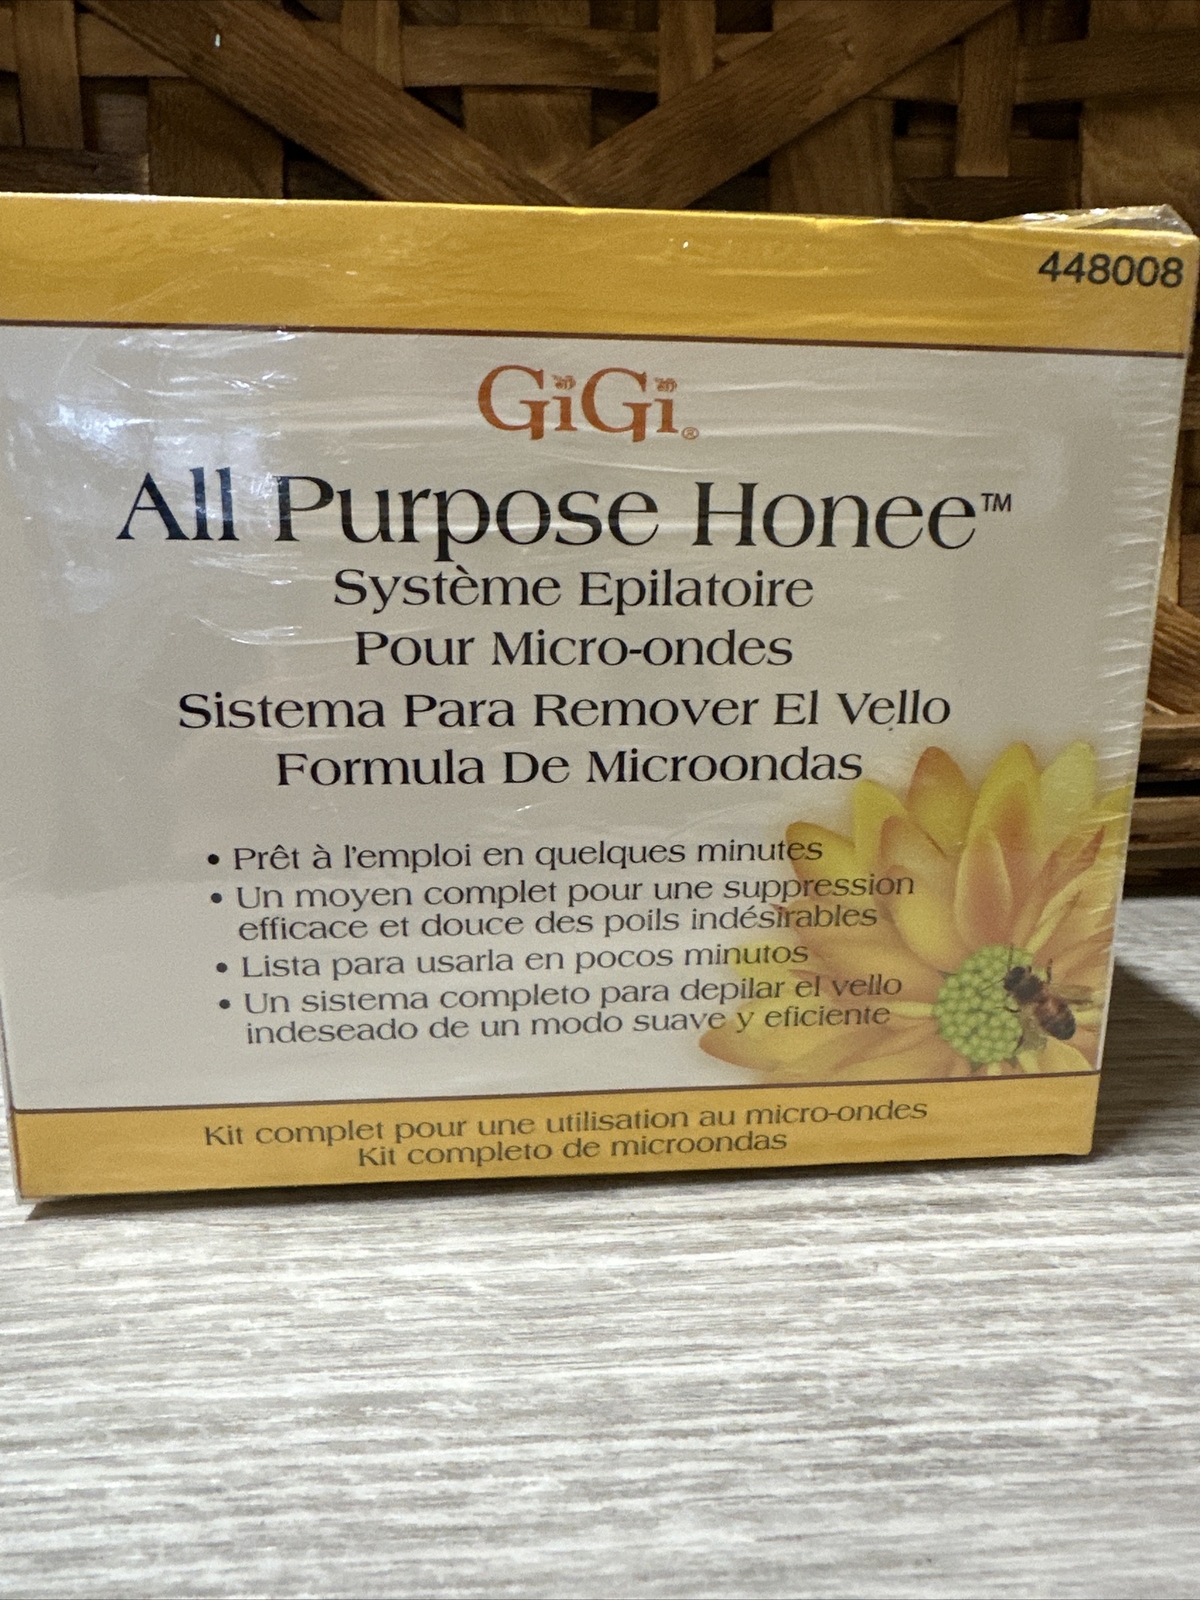 448008
GiGi®
All Purpose Honee™
Système Epilatoire
Pour Micro-ondes
Sistema Para Remover El Vello
Formula De Microondas
• Prêt à l'emploi en quelques minutes
• Un moyen complet pour une suppression
efficace et douce des poils indésirables
• Lista para usarla en pocos minutos
• Un sistema completo para depilar el vello
indeseado de un modo suave y eficiente
Kit complet pour une utilisation au micro-ondes
Kit completo de microondas